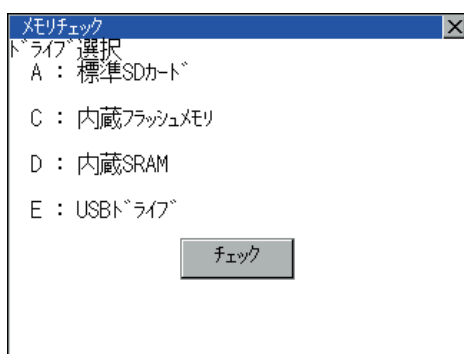 メモリチェック
ドライブ選択
A : 標準SDカード
C : 内蔵フラッシュメモリ
D : 内蔵SRAM
E : USBドライブ
チェック